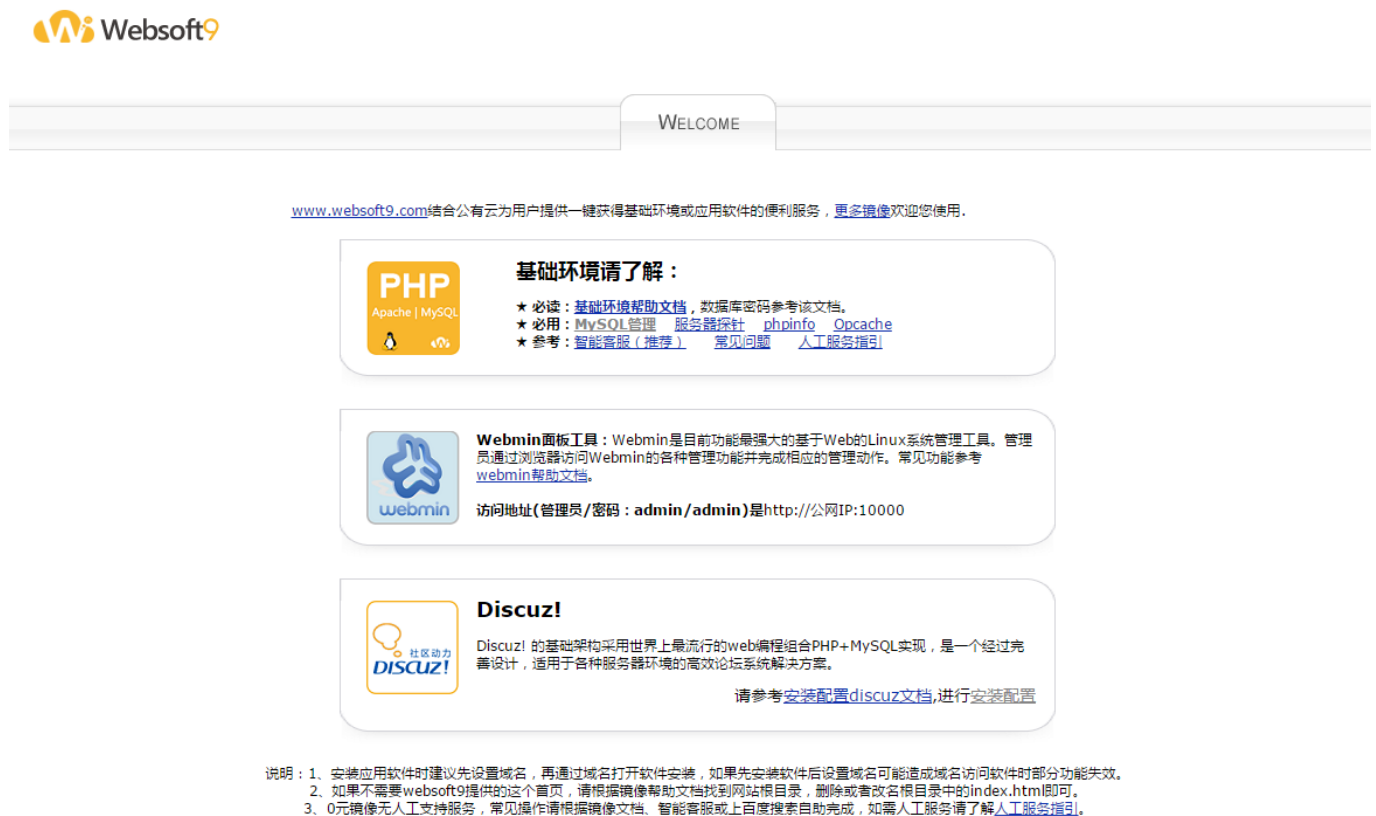 Websoft9
WELCOME
www.websoft9.com结合公有云为用户提供一键获得基础环境或应用软件的便利服务，更多镜像欢迎您使用.
PHP
Apache | MySQL
基础环境请了解：
★ 必读：基础环境帮助文档，数据库密码参考该文档。
★ 必用：MySQL管理 服务器探针 phpinfo Opcache
★ 参考：智能客服（推荐） 常见问题 人工服务指引
webmin
Webmin面板工具：Webmin是目前功能最强大的基于Web的Linux系统管理工具。管理
员通过浏览器访问Webmin的各种管理功能并完成相应的管理动作。常见功能参考
webmin帮助文档。
访问地址(管理员/密码：admin/admin)是http://公网IP:10000
社区动力
DISCUZ!
Discuz!
Discuz! 的基础架构采用世界上最流行的web编程组合PHP+MySQL实现，是一个经过完
善设计，适用于各种服务器环境的高效论坛系统解决方案。
请参考安装配置discuz文档,进行安装配置
说明：1、安装应用软件时建议先设置域名，再通过域名打开软件安装，如果先安装软件后设置域名可能造成域名访问软件时部分功能失效。
2、如果不需要websoft9提供的这个首页，请根据镜像帮助文档找到网站根目录，删除或者改名根目录中的index.html即可。
3、0元镜像无人工支持服务，常见操作请根据镜像文档、智能客服或上百度搜索自助完成，如需人工服务请了解人工服务指引.